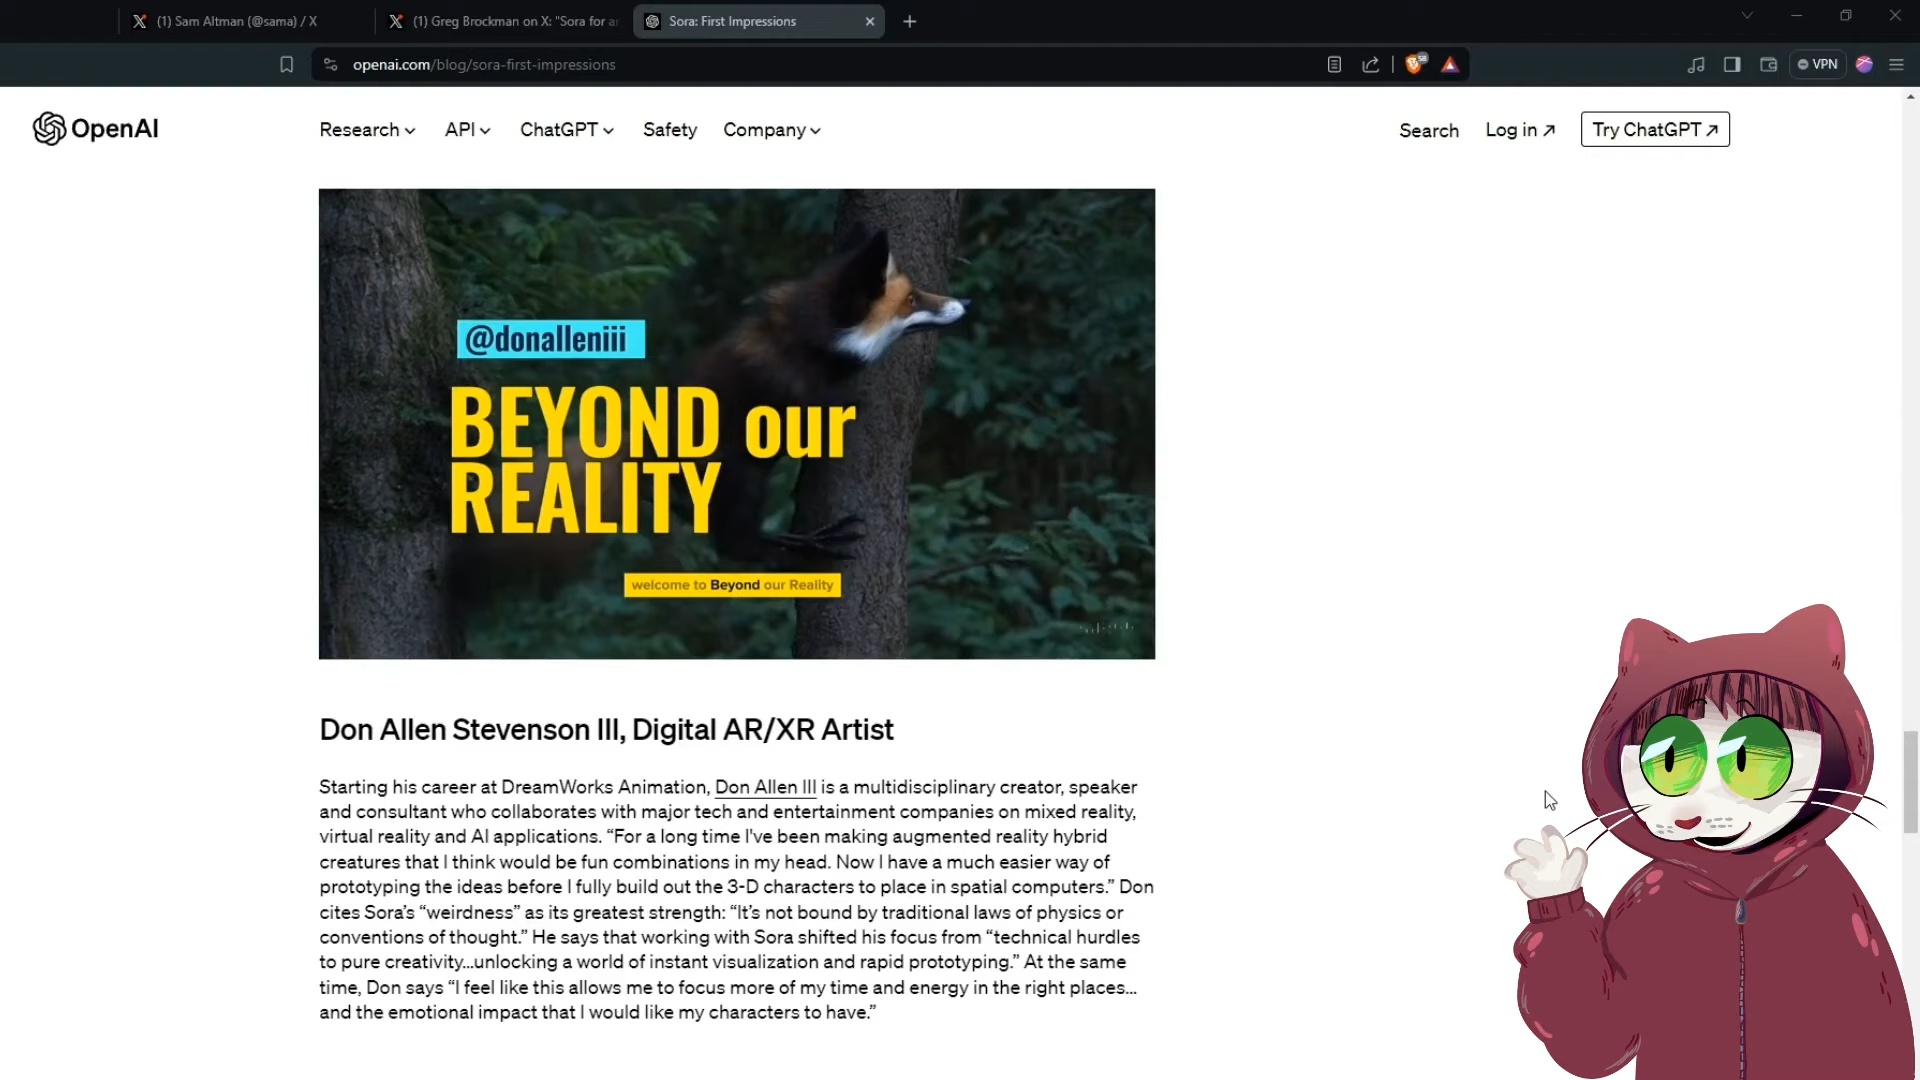 (1) Sam Altman (@sama) / X
(1) Greg Brockman on X: "Sora for a
Sora: First Impressions
openai.com/blog/sora-first-impressions
58
VPN
OpenAI
Research
API
ChatGPT
Safety
Company
Search
Log in ↗
Try ChatGPT ↗
@donalleniii
BEYOND our
REALITY
welcome to Beyond our Reality
Don Allen Stevenson III, Digital AR/XR Artist
Starting his career at DreamWorks Animation, Don Allen III is a multidisciplinary creator, speaker
and consultant who collaborates with major tech and entertainment companies on mixed reality,
virtual reality and AI applications. “For a long time I've been making augmented reality hybrid
creatures that I think would be fun combinations in my head. Now I have a much easier way of
prototyping the ideas before I fully build out the 3-D characters to place in spatial computers.” Don
cites Sora’s “weirdness” as its greatest strength: “It’s not bound by traditional laws of physics or
conventions of thought.” He says that working with Sora shifted his focus from “technical hurdles
to pure creativity…unlocking a world of instant visualization and rapid prototyping.” At the same
time, Don says “I feel like this allows me to focus more of my time and energy in the right places…
and the emotional impact that I would like my characters to have.”